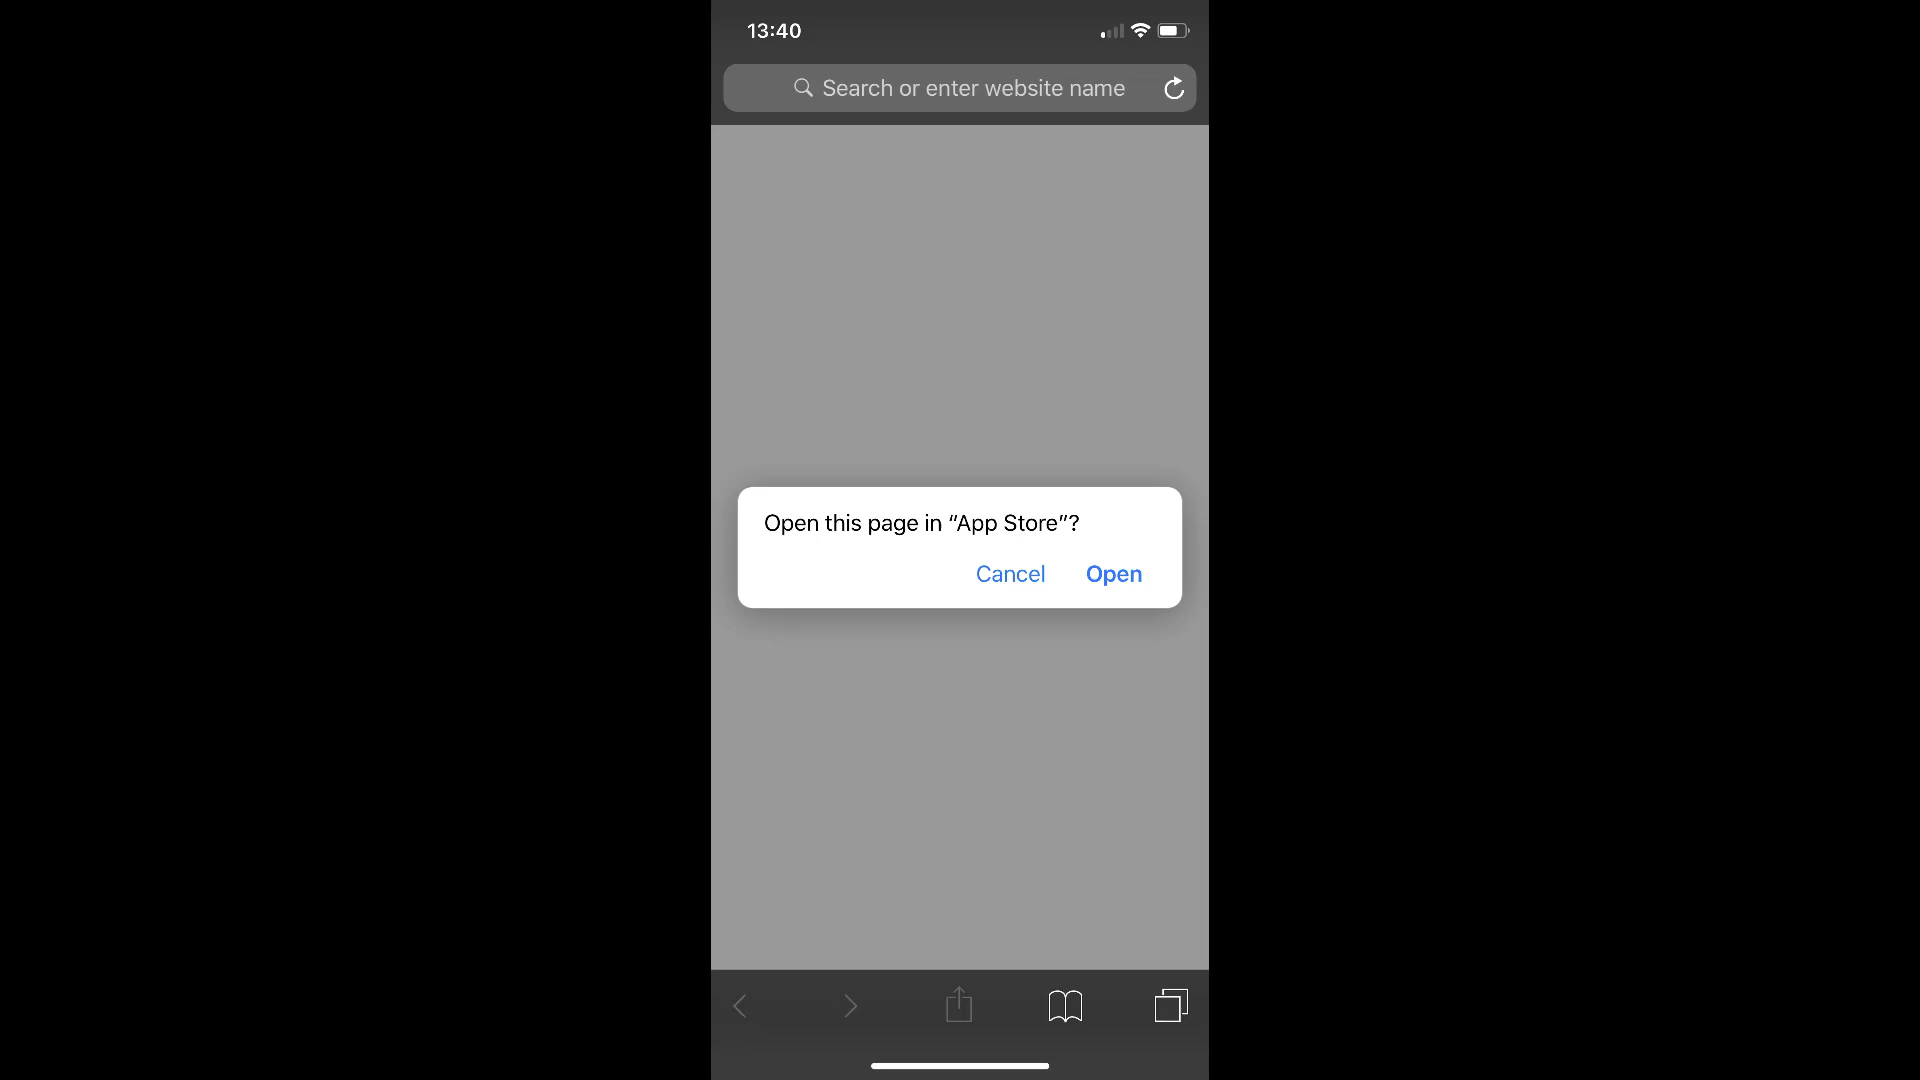 13:40
Search or enter website name
Open this page in “App Store”?
Cancel Open